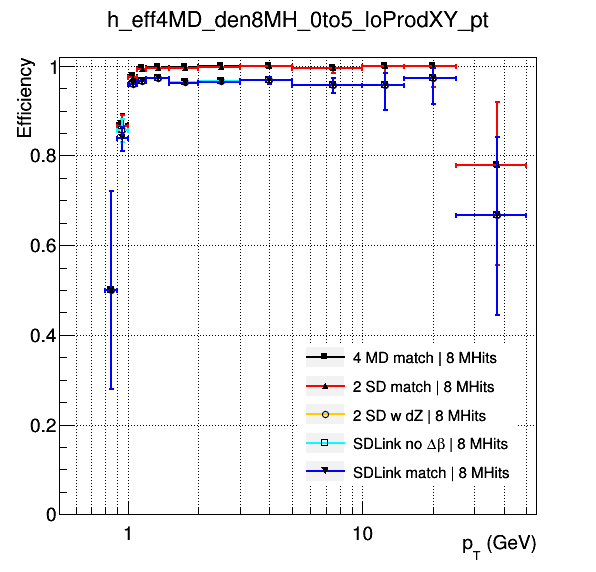 h_eff4MD_den8MH_0to5_loProdXY_pt
Efficiency
1
0.8
0.6
0.4
0.2
0
4 MD match | 8 MHits
2 SD match | 8 MHits
2 SD w dZ | 8 MHits
SDLink no Δβ | 8 MHits
SDLink match | 8 MHits
1
10
p_T (GeV)